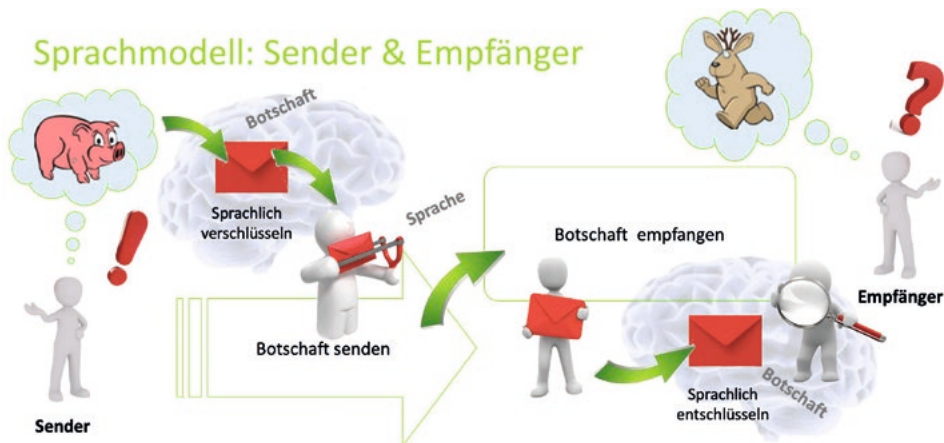 Sprachmodell: Sender & Empfänger
Botschaft
Sprachlich
verschlüsseln
Sprache
Botschaft senden
Sender
Botschaft empfangen
Empfänger
Sprachlich
entschlüsseln
Botschaft